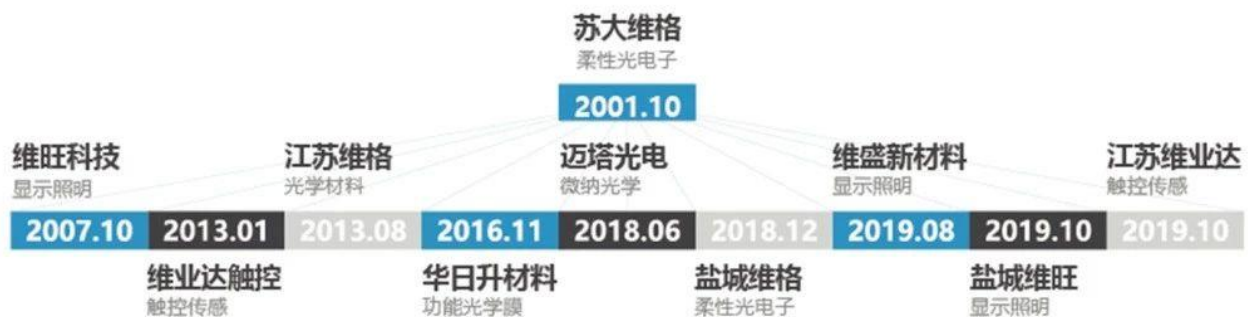 苏大维格
柔性光电子
2001.10
维旺科技
显示照明
江苏维格
光学材料
迈塔光电
微纳光学
维盛新材料
显示照明
江苏维业达
触控传感
2007.10 2013.01 2013.08 2016.11 2018.06 2018.12 2019.08 2019.10 2019.10
维业达触控
触控传感
华日升材料
功能光学膜
盐城维格
柔性光电子
盐城维旺
显示照明